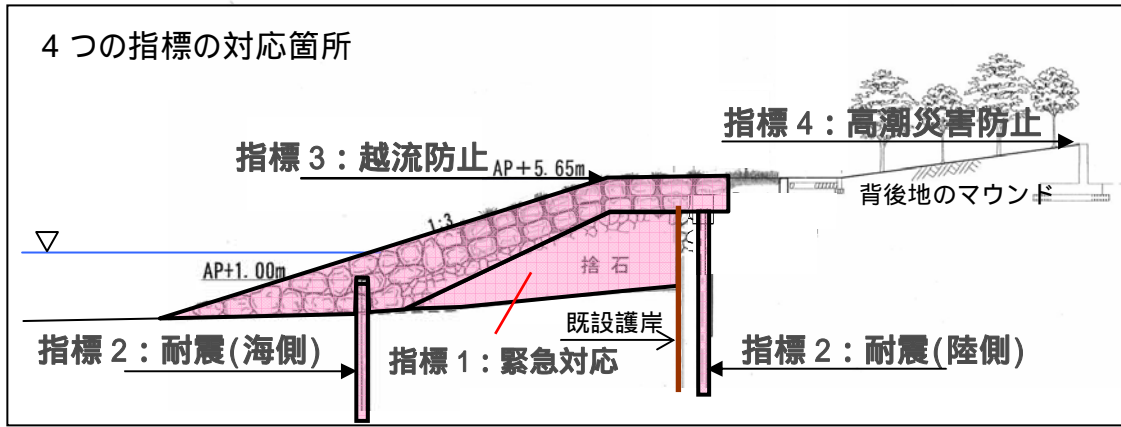 4つの指標の対応箇所
指標4：高潮災害防止
指標3：越流防止
AP＋5.65m
背後地のマウンド
1:3
AP+1.00m
捨石
既設護岸
指標2：耐震(海側)
指標1：緊急対応
指標2：耐震(陸側)